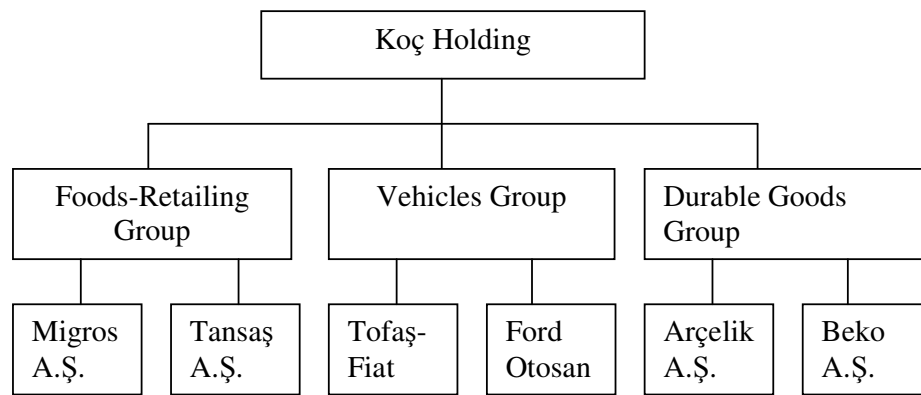 Koç Holding
Foods-Retailing
Group
Vehicles Group
Durable Goods
Group
Migros
A.Ş.
Tansaş
A.Ş.
Tofaş-
Fiat
Ford
Otosan
Arçelik
A.Ş.
Beko
A.Ş.